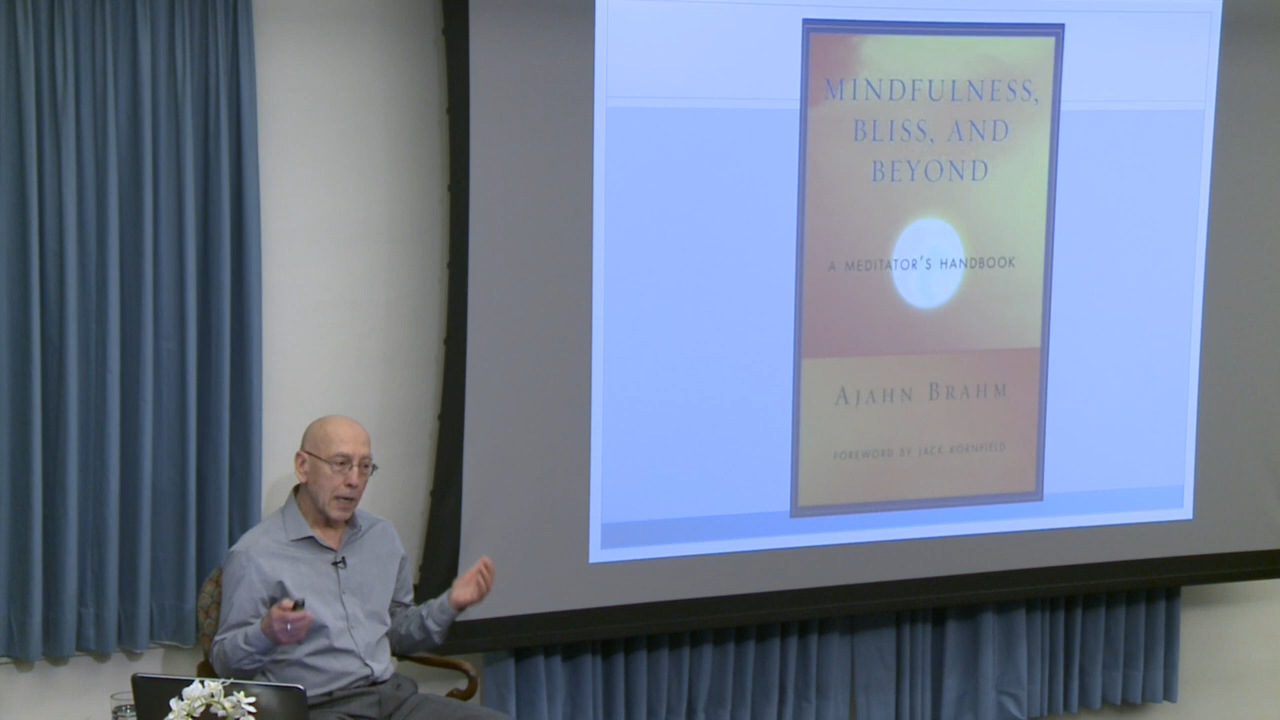 MINDFULNESS,
BLISS, AND
BEYOND
A MEDITATOR'S HANDBOOK
AJAHN BRAHM
FOREWORD BY JACK KORNFIELD